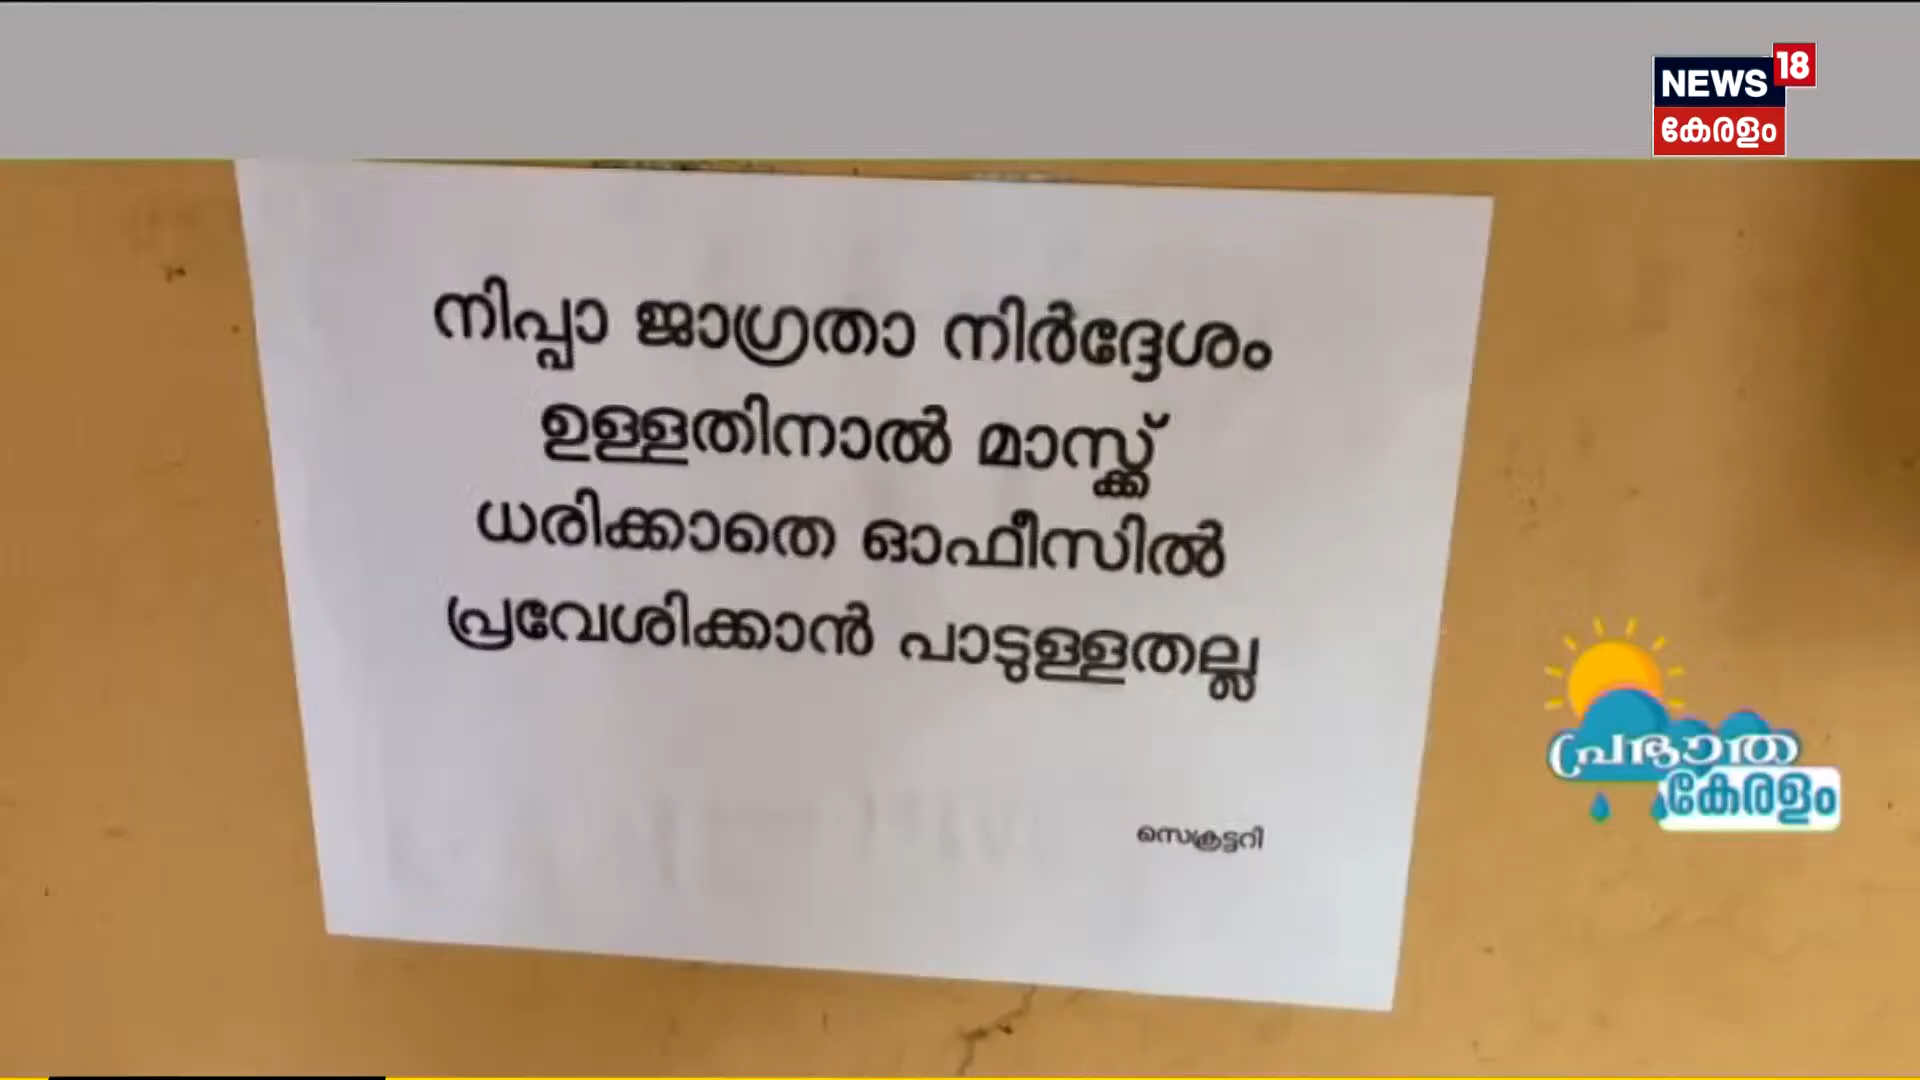 NEWS 18
കേരളം
നിപ്പാ ജാഗ്രതാ നിർദ്ദേശം
ഉള്ളതിനാൽ മാസ്ക്ക്
ധരിക്കാതെ ഓഫീസിൽ
പ്രവേശിക്കാൻ പാടുള്ളതല്ല
സെക്രട്ടറി
പ്രഭാത
കേരളം